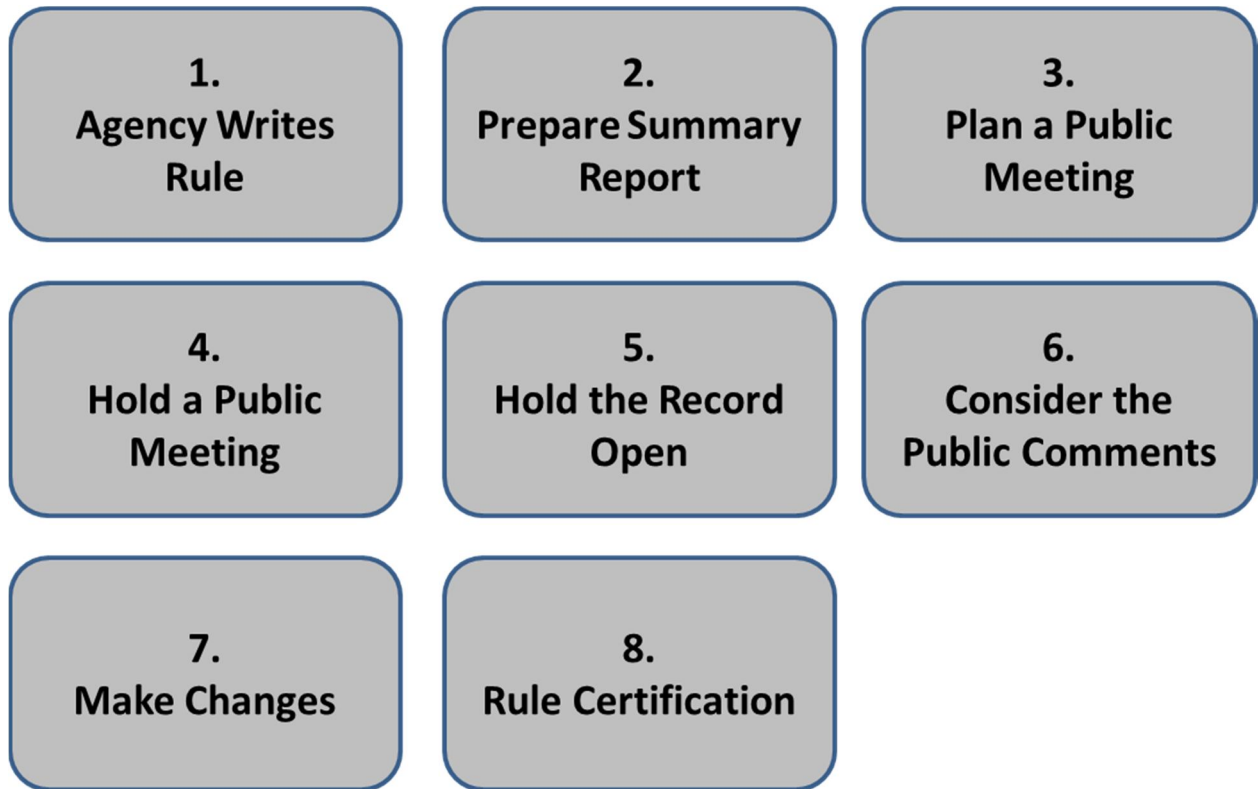 1.
Agency Writes
Rule
2.
Prepare Summary
Report
3.
Plan a Public
Meeting
4.
Hold a Public
Meeting
5.
Hold the Record
Open
6.
Consider the
Public Comments
7.
Make Changes
8.
Rule Certification